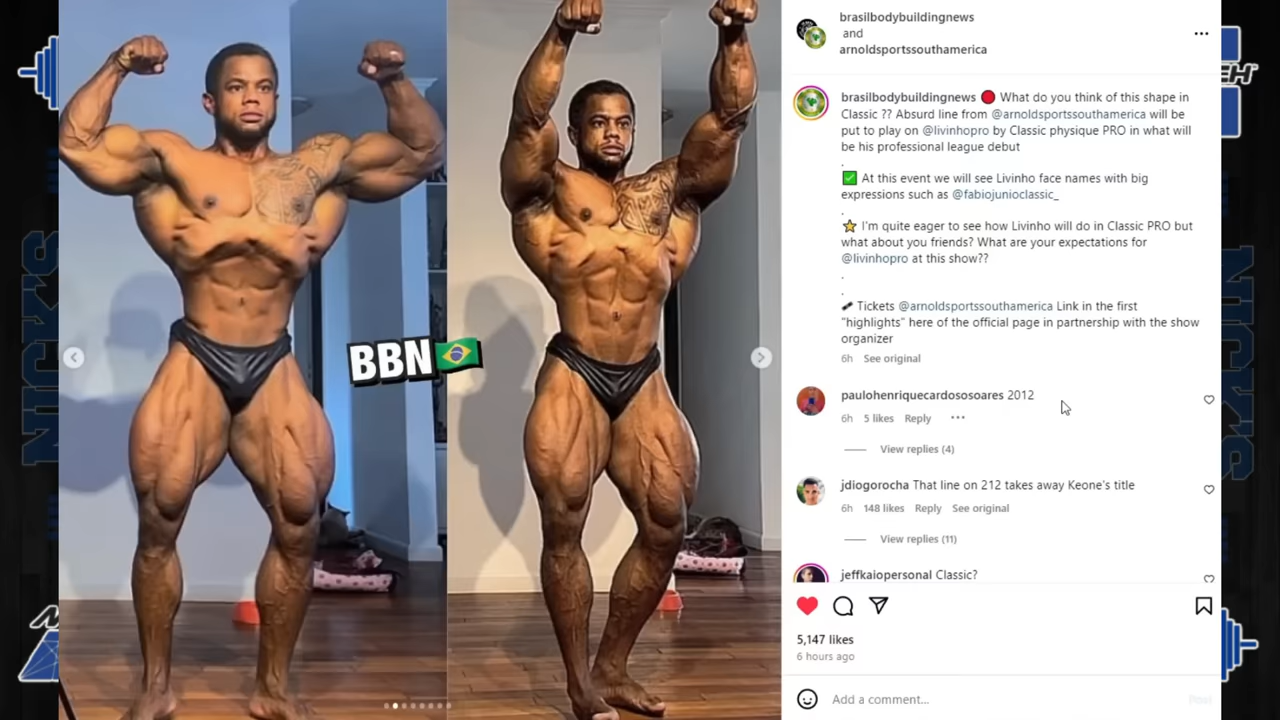 brasilbodybuildingnews
and
arnoldsportssouthamerica
brasilbodybuildingnews 🔴 What do you think of this shape in
Classic ?? Absurd line from @arnoldsportssouthamerica will be
put to play on @livinhopro by Classic physique PRO in what will
be his professional league debut
.
✅ At this event we will see Livinho face names with big
expressions such as @fabiojunioclassic_
.
⭐ I'm quite eager to see how Livinho will do in Classic PRO but
what about you friends? What are your expectations for
@livinhopro at this show??
.
.
🎟 Tickets @arnoldsportssouthamerica Link in the first
"highlights" here of the official page in partnership with the show
organizer
6h See original
paulohenriquecardososoares 2012
6h 5 likes Reply ...
View replies (4)
jdiogorocha That line on 212 takes away Keone's title
6h 148 likes Reply See original
View replies (11)
jeffkaiopersonal Classic?
5,147 likes
6 hours ago
Add a comment...
Post
BBN
NICK'S